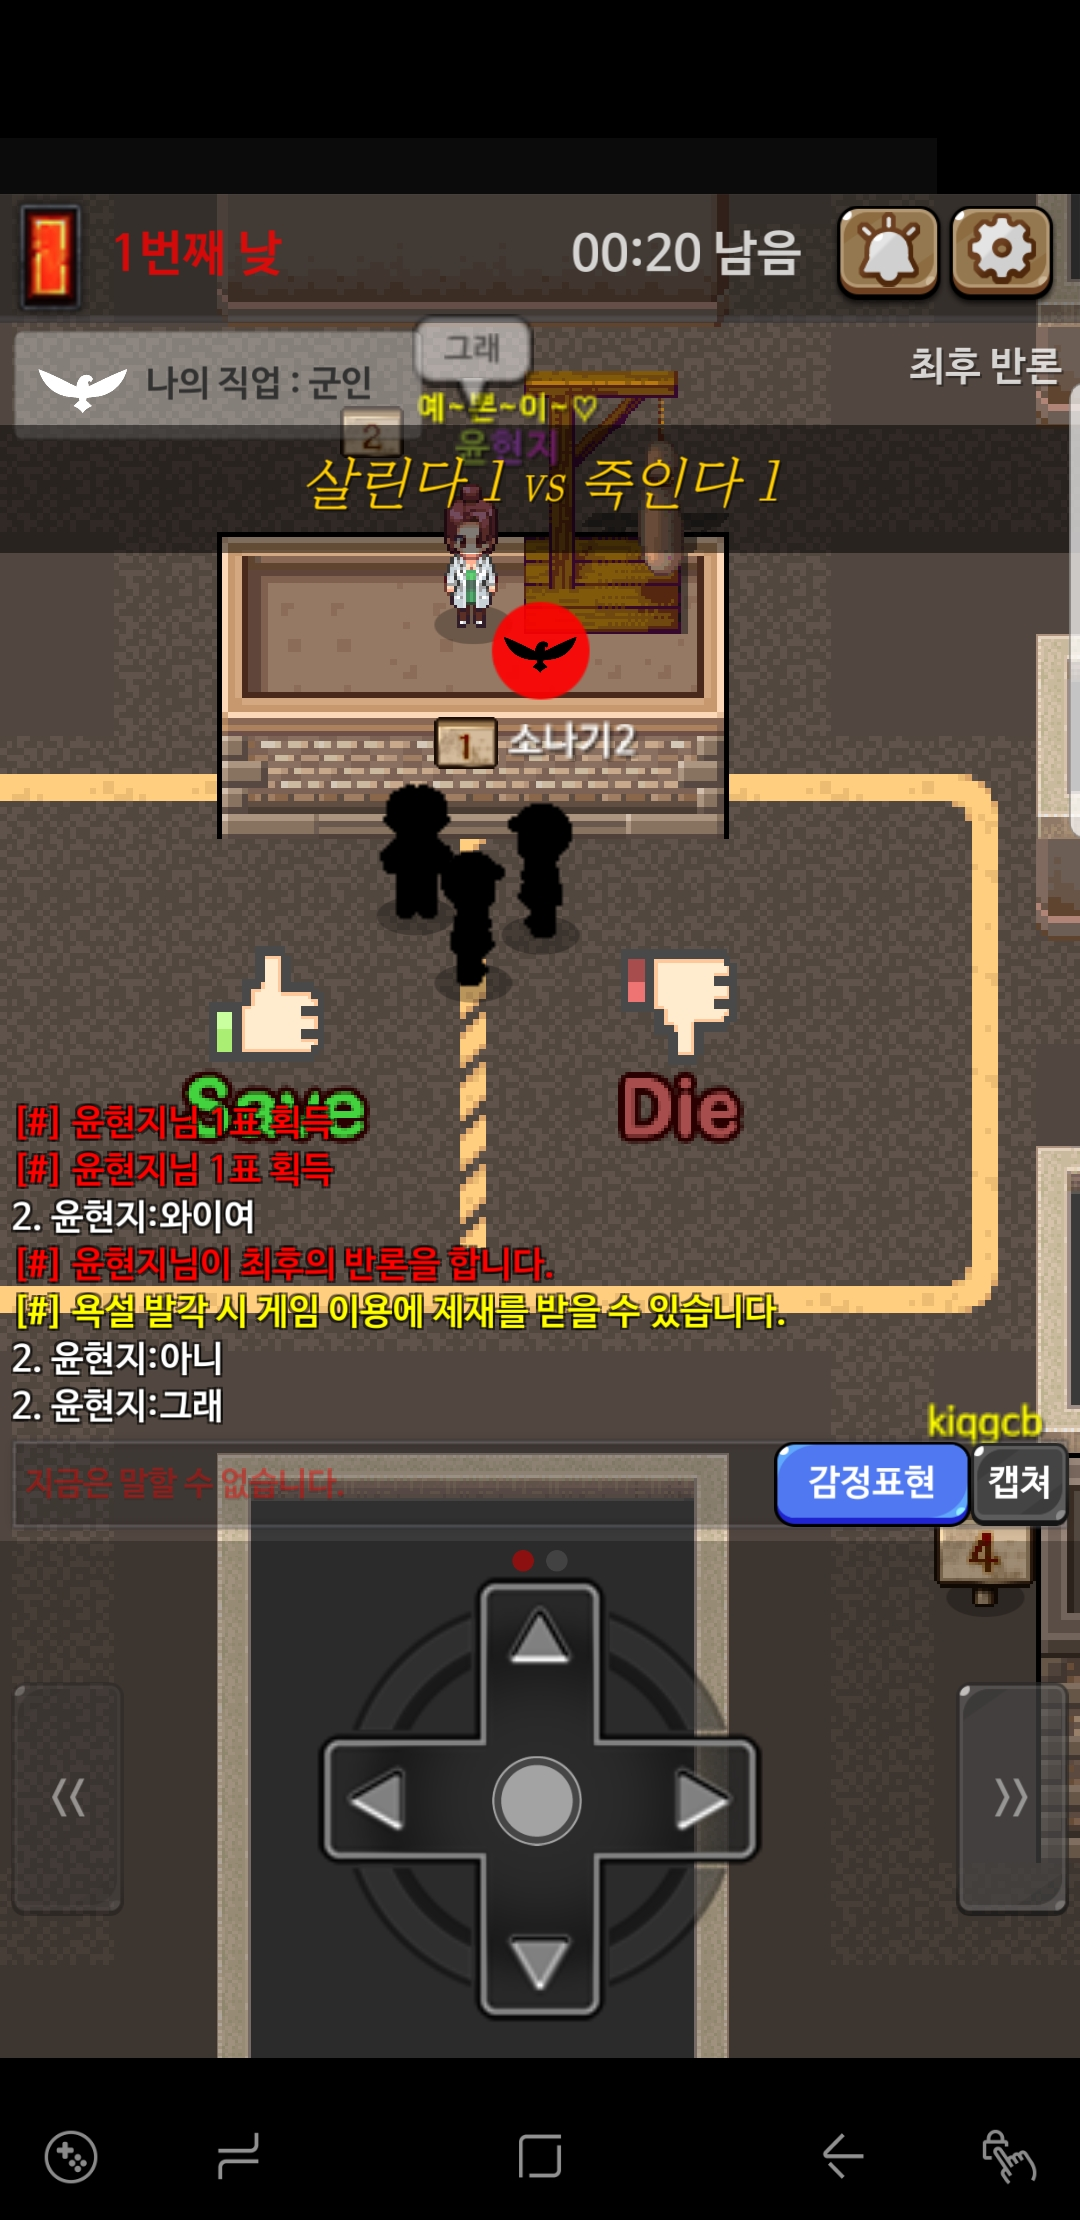 1번째 낮
00:20 남음
나의 직업 : 군인
그래
최후 반론
예~쁜~이~♡
2
윤현지
살린다 1 vs 죽인다 1
1 소나기2
Save
Die
[#] 윤현지님 1표 획득
[#] 윤현지님 1표 획득
2. 윤현지:와이여
[#] 윤현지님이 최후의 반론을 합니다.
[#] 욕설 발각 시 게임 이용에 제재를 받을 수 있습니다.
2. 윤현지:아니
2. 윤현지:그래
kiqgcb
지금은 말할 수 없습니다.
감정표현
캡쳐
4